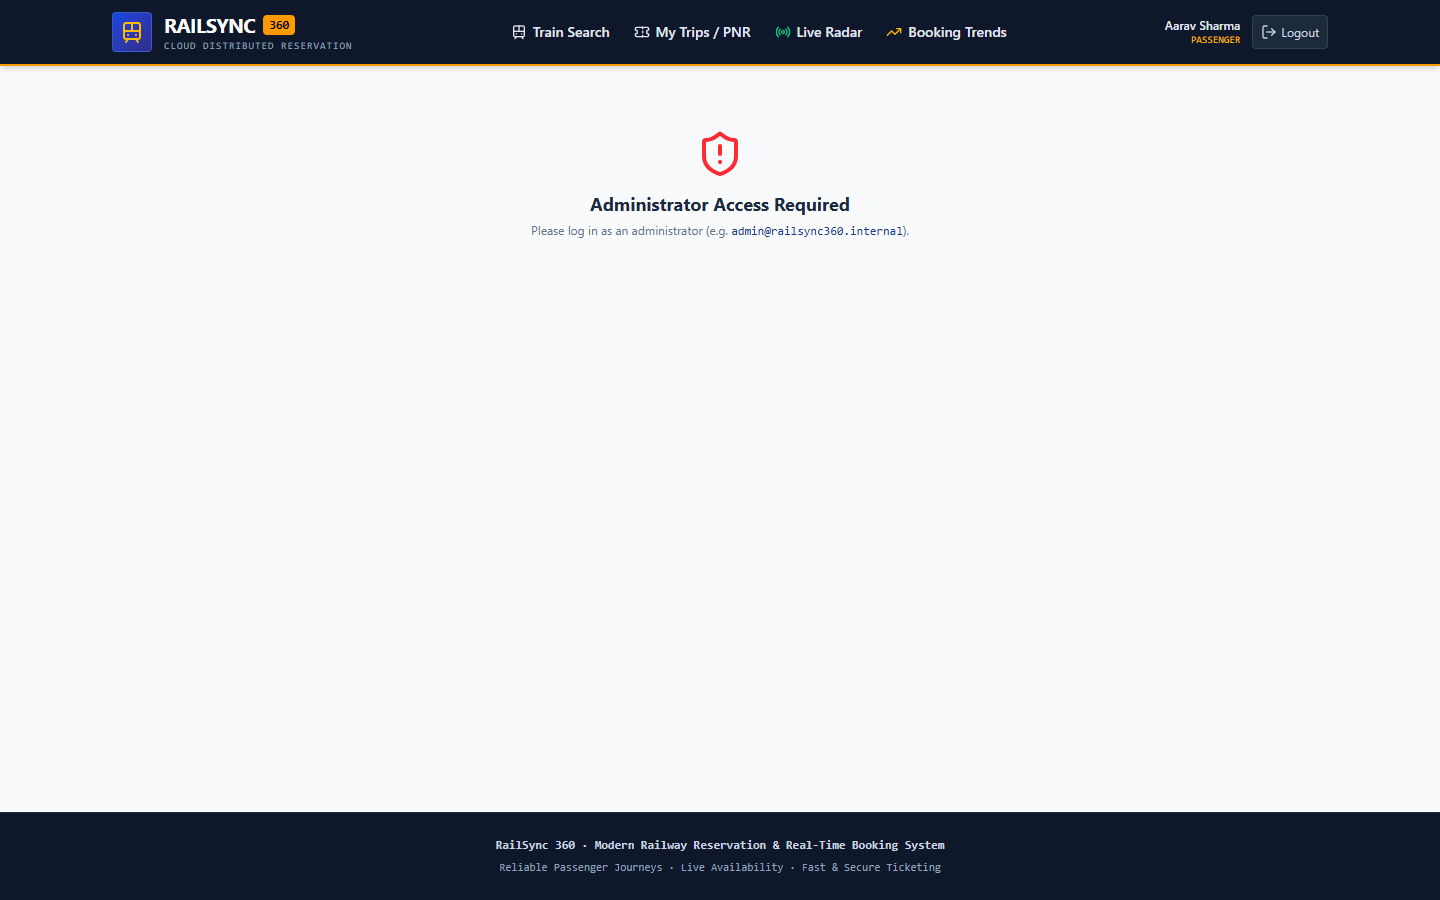 RAILSYNC 360
CLOUD DISTRIBUTED RESERVATION
Train Search
My Trips / PNR
Live Radar
Booking Trends
Aarav Sharma
PASSENGER
Logout
Administrator Access Required
Please log in as an administrator (e.g. admin@railsync360.internal).
RailSync 360 · Modern Railway Reservation & Real-Time Booking System
Reliable Passenger Journeys · Live Availability · Fast & Secure Ticketing